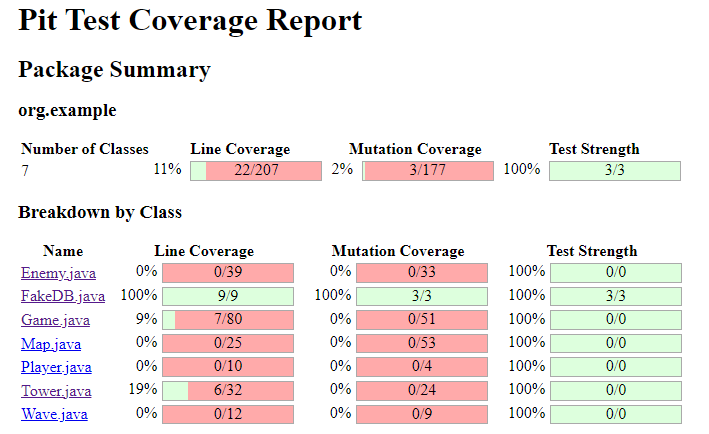 Pit Test Coverage Report
Package Summary
org.example
Number of Classes Line Coverage Mutation Coverage Test Strength
7 11% 22/207 2% 3/177 100% 3/3
Breakdown by Class
Name Line Coverage Mutation Coverage Test Strength
Enemy.java 0% 0/39 0% 0/33 100% 0/0
FakeDB.java 100% 9/9 100% 3/3 100% 3/3
Game.java 9% 7/80 0% 0/51 100% 0/0
Map.java 0% 0/25 0% 0/53 100% 0/0
Player.java 0% 0/10 0% 0/4 100% 0/0
Tower.java 19% 6/32 0% 0/24 100% 0/0
Wave.java 0% 0/12 0% 0/9 100% 0/0